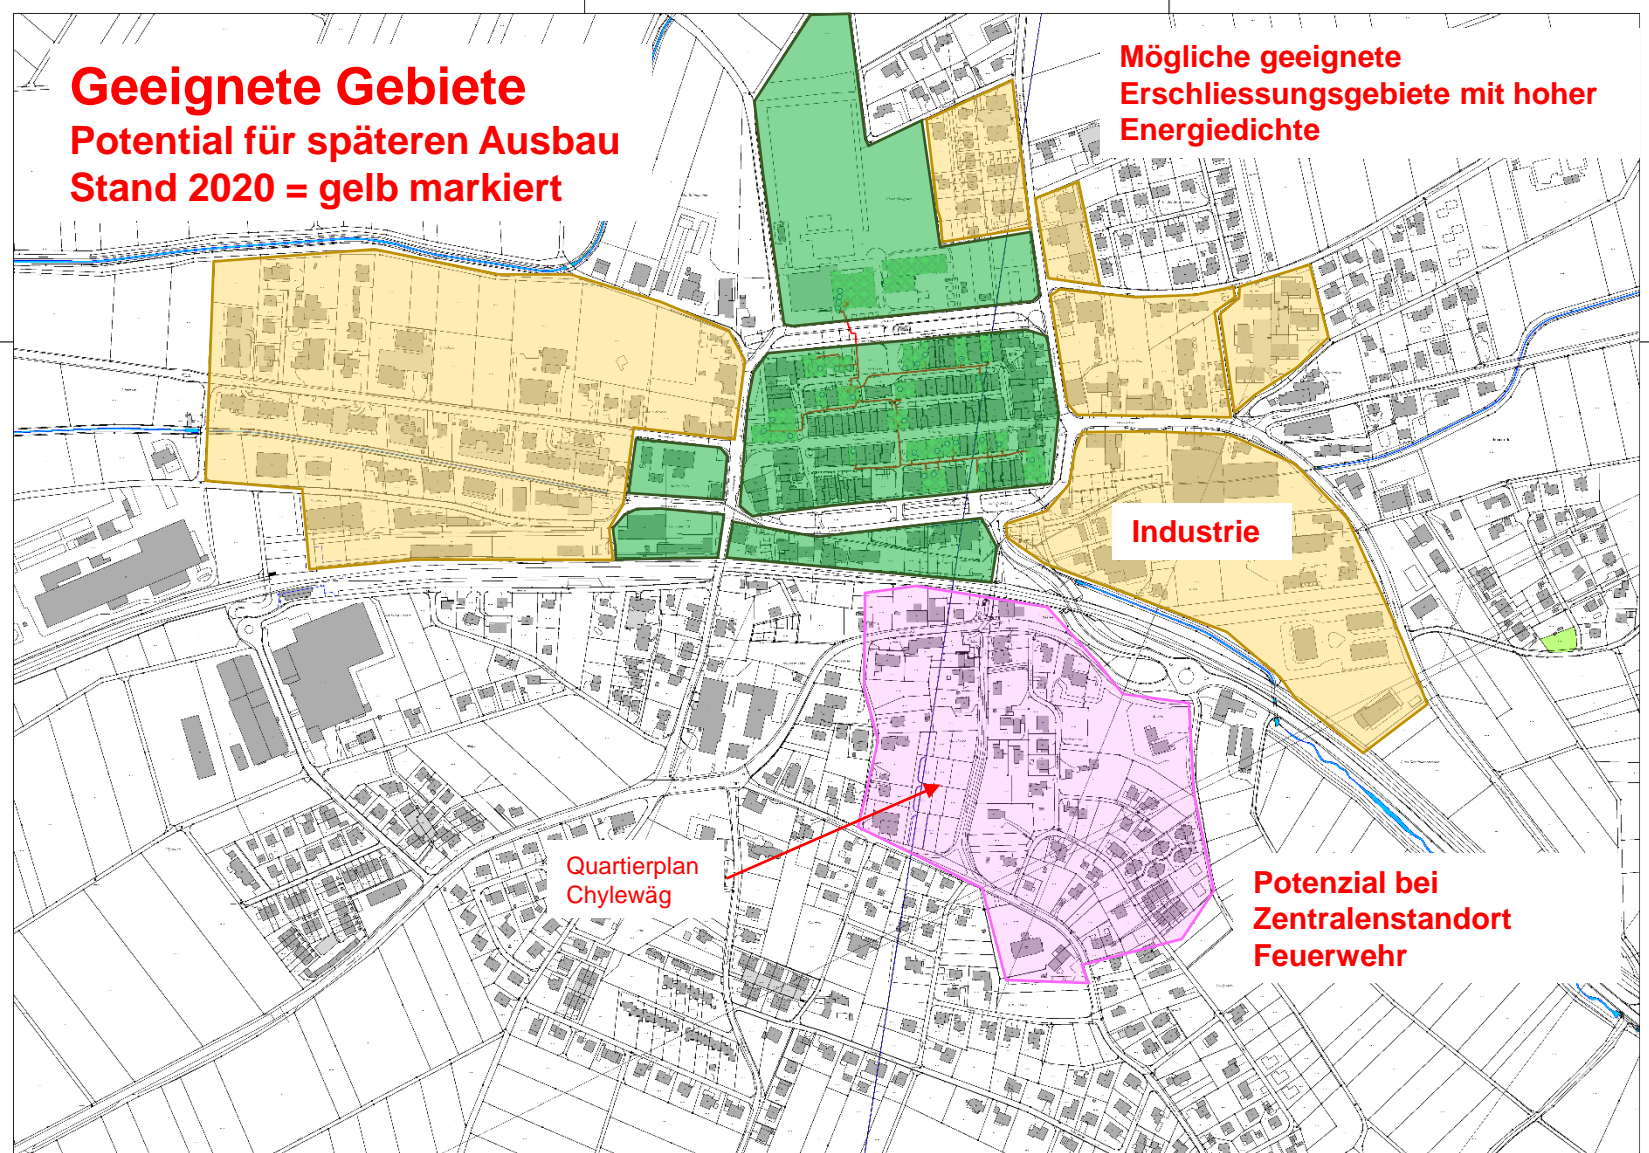 Geeignete Gebiete
Potential für späteren Ausbau
Stand 2020 = gelb markiert
Mögliche geeignete
Erschliessungsgebiete mit hoher
Energiedichte
Industrie
Quartierplan
Chylewäg
Potenzial bei
Zentralenstandort
Feuerwehr